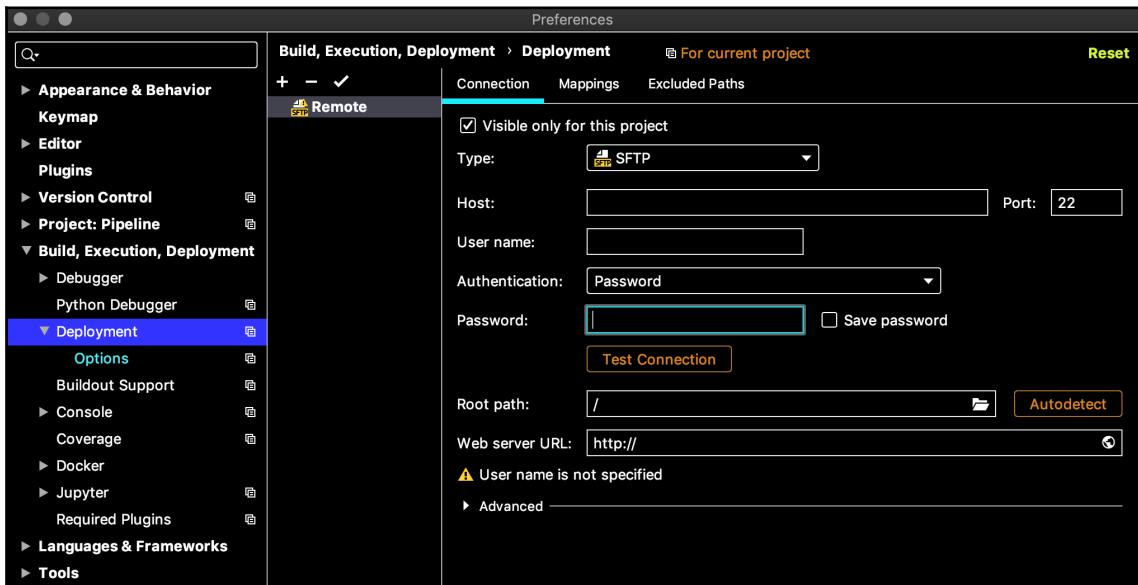 Preferences
Build, Execution, Deployment › Deployment
For current project
Reset
Appearance & Behavior
Keymap
Editor
Plugins
Version Control
Project: Pipeline
Build, Execution, Deployment
Debugger
Python Debugger
Deployment
Options
Buildout Support
Console
Coverage
Docker
Jupyter
Required Plugins
Languages & Frameworks
Tools
SFTP Remote
Connection Mappings Excluded Paths
Visible only for this project
Type: SFTP SFTP
Host: Port: 22
User name:
Authentication: Password
Password: Save password
Test Connection
Root path: / Autodetect
Web server URL: http://
User name is not specified
Advanced